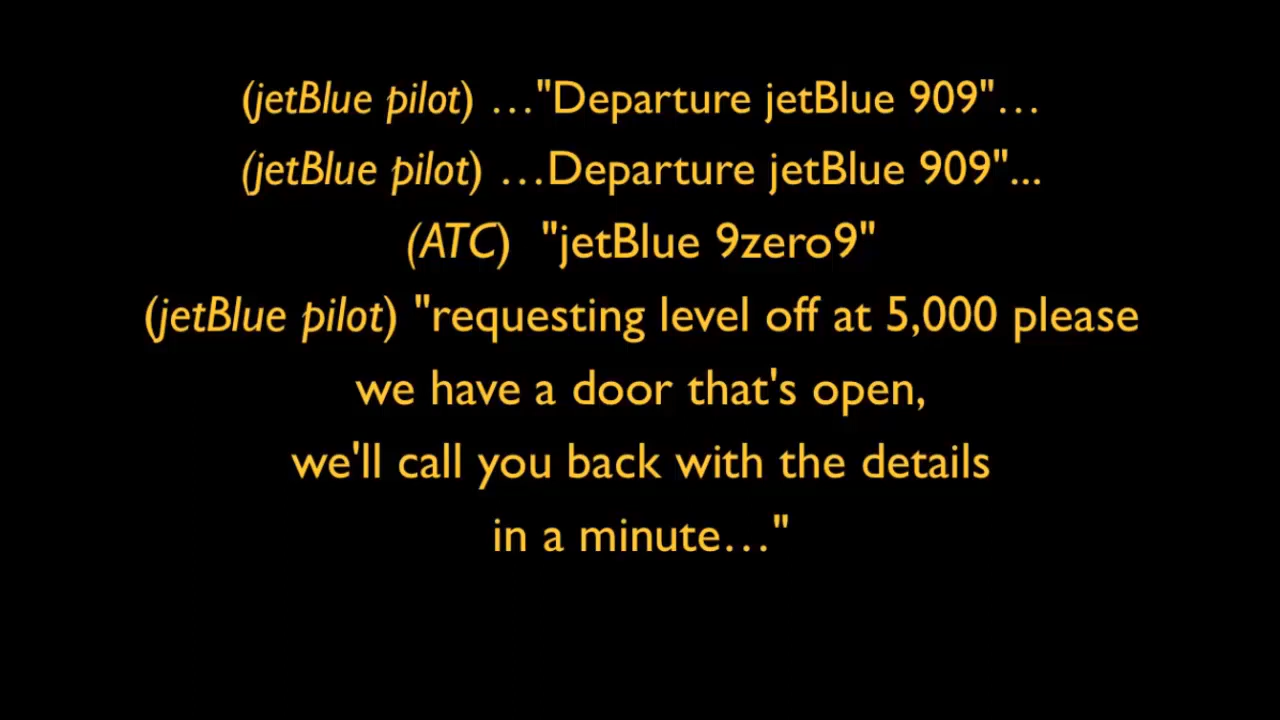 (jetBlue pilot) …"Departure jetBlue 909"…
(jetBlue pilot) …Departure jetBlue 909"...
(ATC) "jetBlue 9zero9"
(jetBlue pilot) "requesting level off at 5,000 please
we have a door that's open,
we'll call you back with the details
in a minute…"